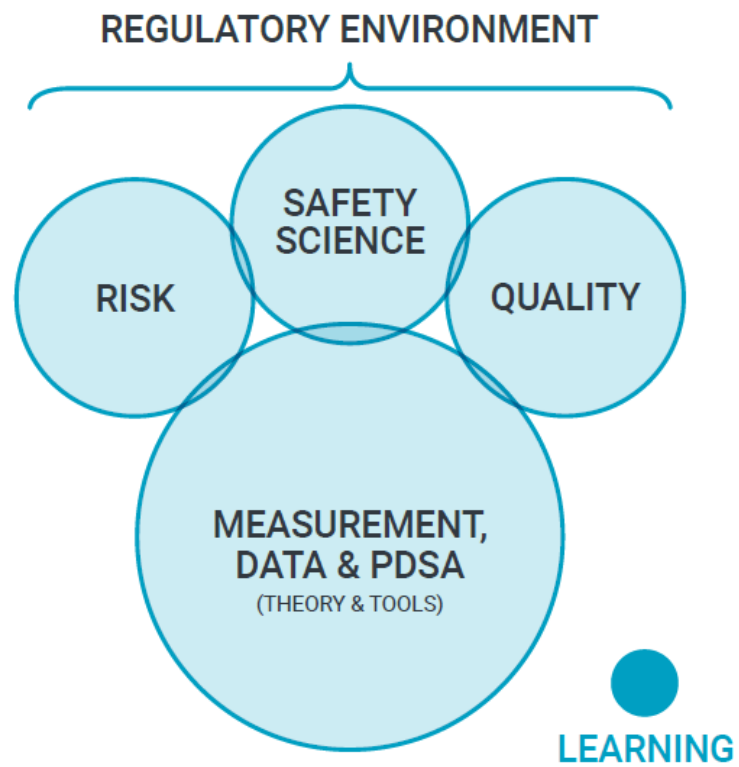 REGULATORY ENVIRONMENT
SAFETY
SCIENCE
RISK
QUALITY
MEASUREMENT,
DATA & PDSA
(THEORY & TOOLS)
LEARNING